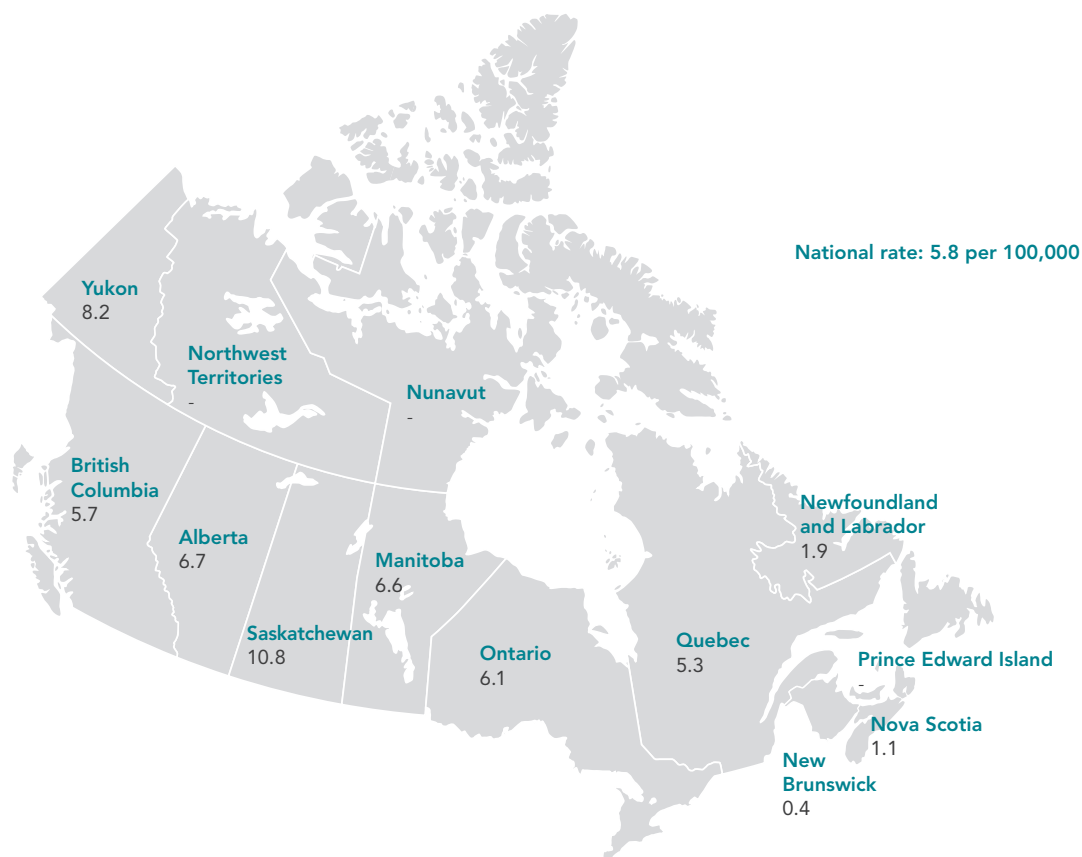 National rate: 5.8 per 100,000
Yukon
8.2
Northwest
Territories
-
Nunavut
-
British
Columbia
5.7
Alberta
6.7
Manitoba
6.6
Saskatchewan
10.8
Ontario
6.1
Quebec
5.3
Newfoundland
and Labrador
1.9
Prince Edward Island
-
Nova Scotia
1.1
New
Brunswick
0.4